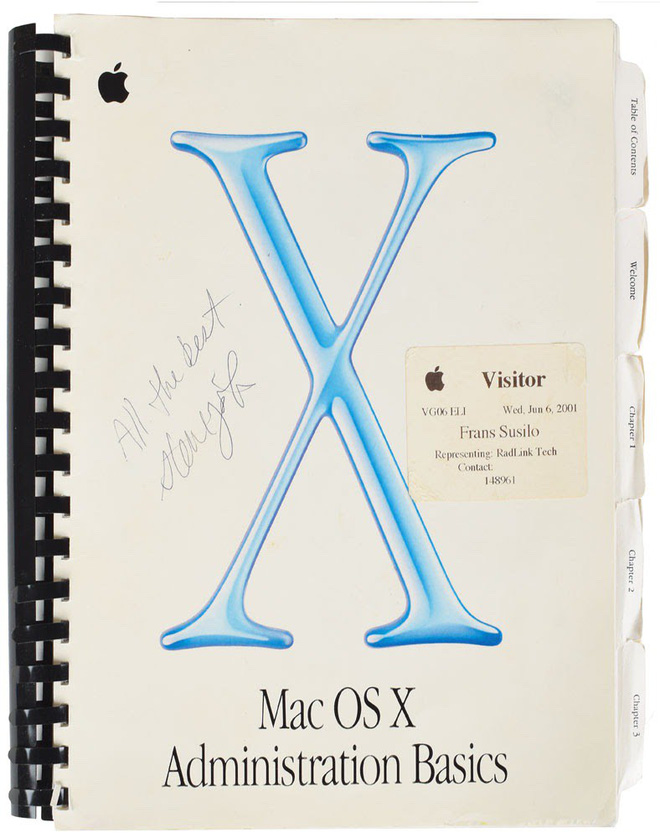 All the best.
Visitor
VG06 ELI Wed, Jun 6, 2001
Frans Susilo
Representing: RadLink Tech
Contact:
148961
X
Mac OS X
Administration Basics
Table of Contents
Welcome
Chapter 1
Chapter 2
Chapter 3